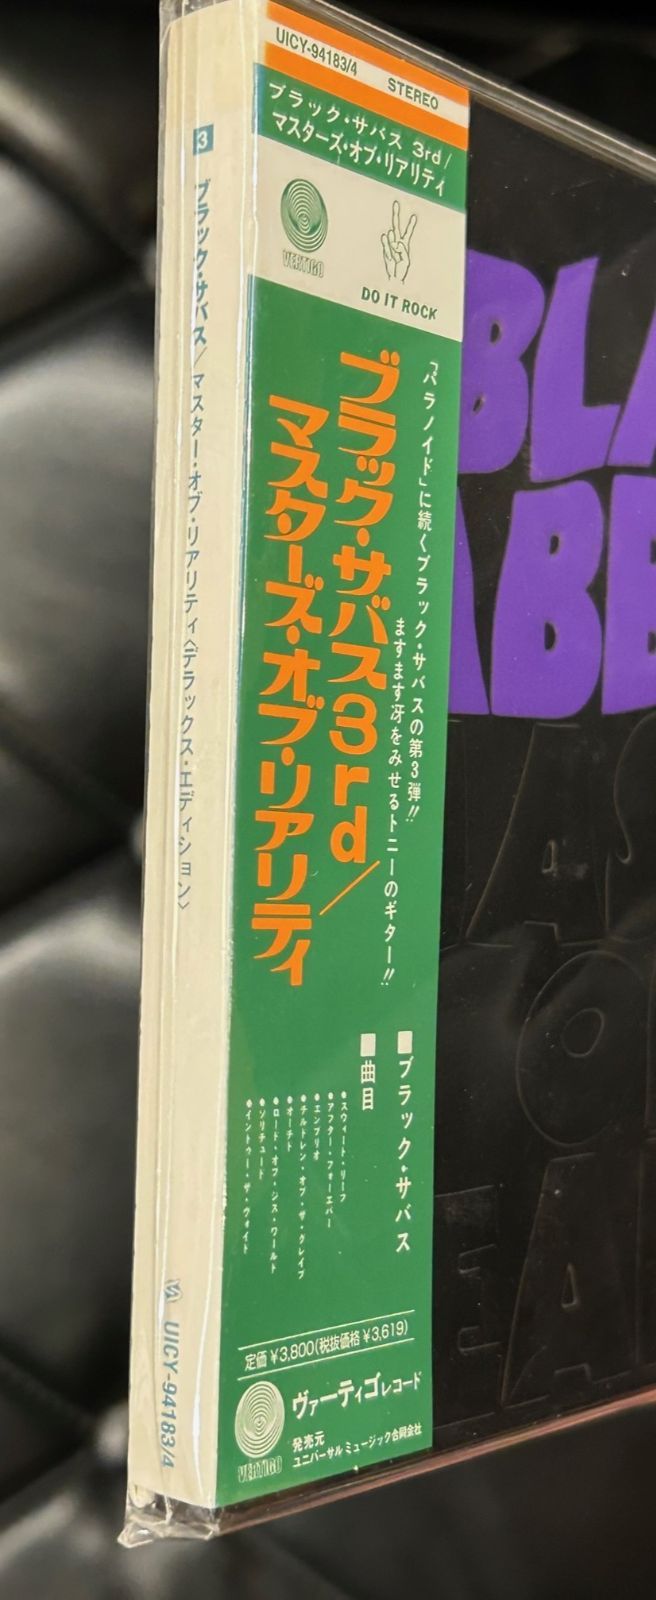 3 ブラック・サバス/マスター・オブ・リアリティ〈デラックス・エディション〉
UICY-94183/4
UICY-94183/4 STEREO
ブラック・サバス 3rd/
マスターズ・オブ・リアリティ
VERTIGO
DO IT ROCK
「パラノイド」に続くブラック・サバスの第3弾!!
ますます冴をみせるトニーのギター!!
ブラック・サバス3rd/
マスターズ・オブ・リアリティ
■ブラック・サバス
■曲目
●スウィート・リーフ
●アフター・フォーエバー
●エンブリオ
●チルドレン・オブ・ザ・グレイブ
●オーチド
●ロード・オブ・ジス・ワールド
●ソリチュード
●イントゥー・ザ・ヴォイト
定価 ¥3,800(税抜価格 ¥3,619)
VERTIGO
ヴァーティゴレコード
発売元
ユニバーサル ミュージック合同会社